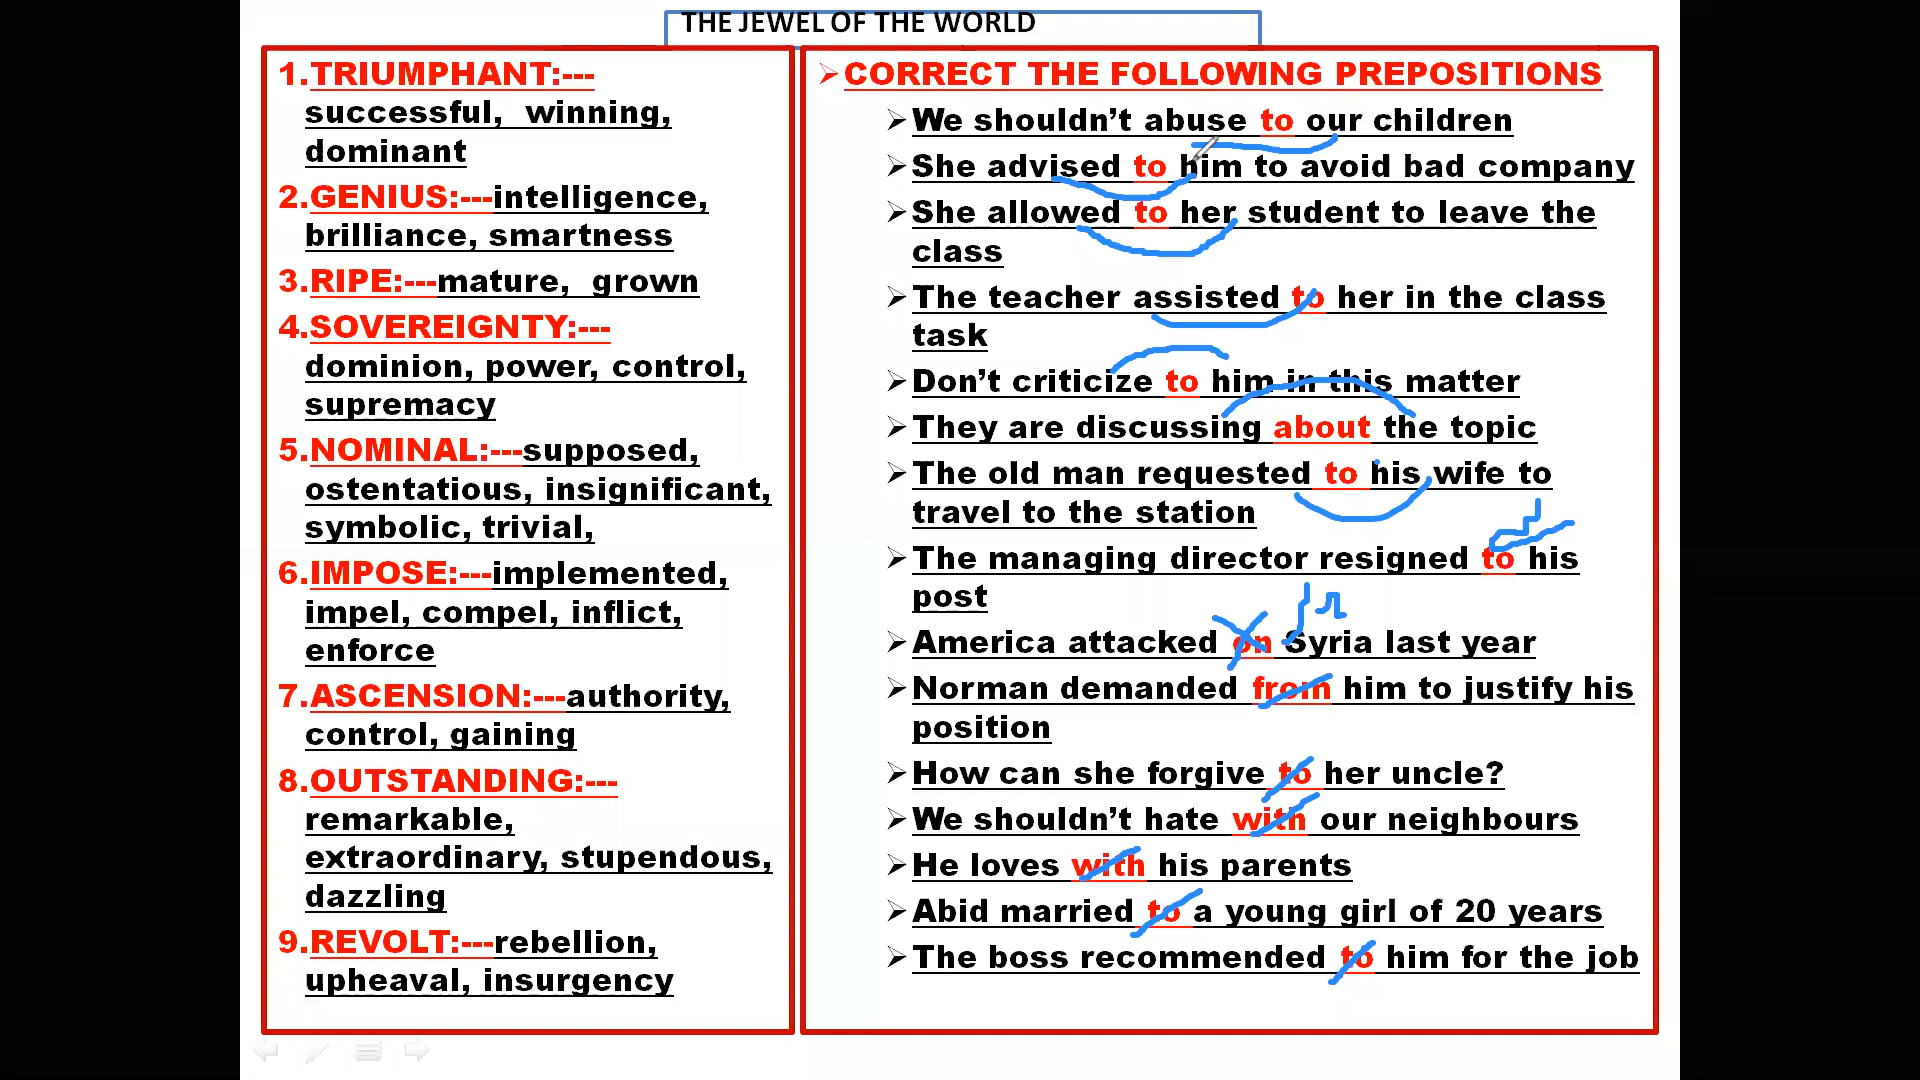 THE JEWEL OF THE WORLD
1.TRIUMPHANT:---
successful,  winning,
dominant
2.GENIUS:---intelligence,
brilliance, smartness
3.RIPE:---mature,  grown
4.SOVEREIGNTY:---
dominion, power, control,
supremacy
5.NOMINAL:---supposed,
ostentatious, insignificant,
symbolic, trivial,
6.IMPOSE:---implemented,
impel, compel, inflict,
enforce
7.ASCENSION:---authority,
control, gaining
8.OUTSTANDING:---
remarkable,
extraordinary, stupendous,
dazzling
9.REVOLT:---rebellion,
upheaval, insurgency
CORRECT THE FOLLOWING PREPOSITIONS
We shouldn’t abuse to our children
She advised to him to avoid bad company
She allowed to her student to leave the
class
The teacher assisted to her in the class
task
Don’t criticize to him in this matter
They are discussing about the topic
The old man requested to his wife to
travel to the station
The managing director resigned to his
post
America attacked on Syria last year
Norman demanded from him to justify his
position
How can she forgive to her uncle?
We shouldn’t hate with our neighbours
He loves with his parents
Abid married to a young girl of 20 years
The boss recommended to him for the job